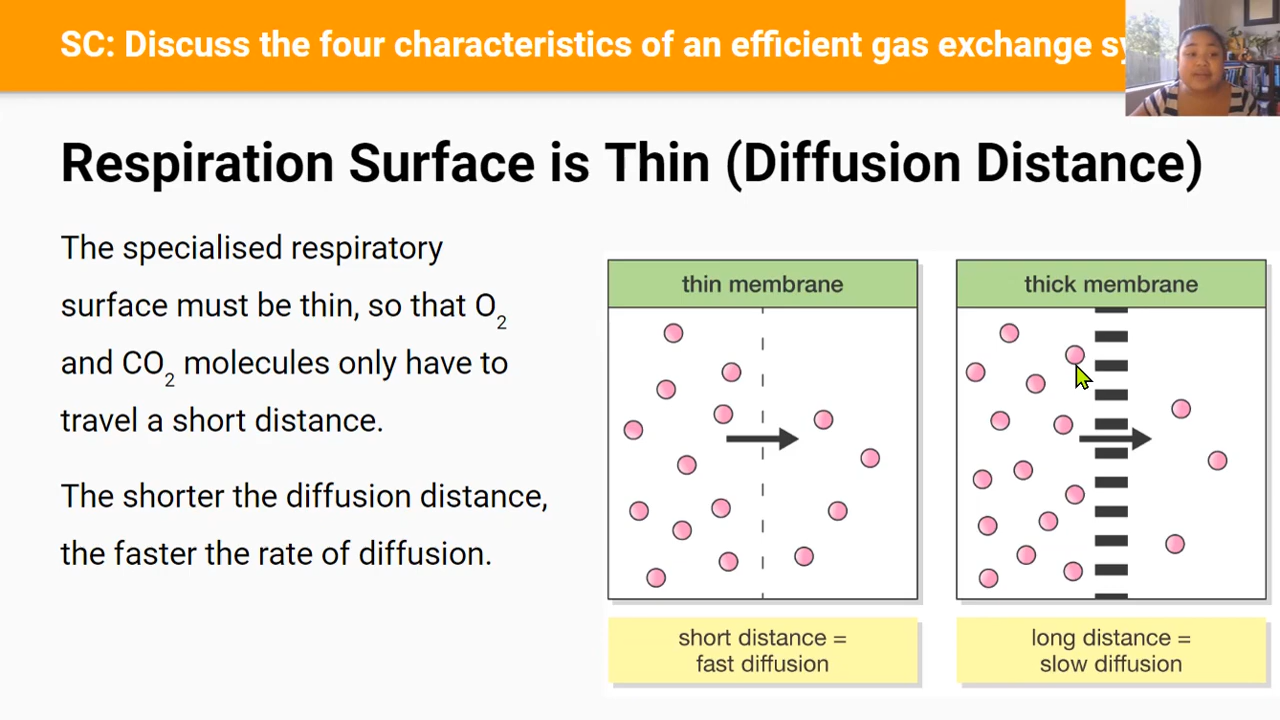 SC: Discuss the four characteristics of an efficient gas exchange
Respiration Surface is Thin (Diffusion Distance)
The specialised respiratory
surface must be thin, so that O₂
and CO₂ molecules only have to
travel a short distance.
The shorter the diffusion distance,
the faster the rate of diffusion.
thin membrane
short distance =
fast diffusion
thick membrane
long distance =
slow diffusion